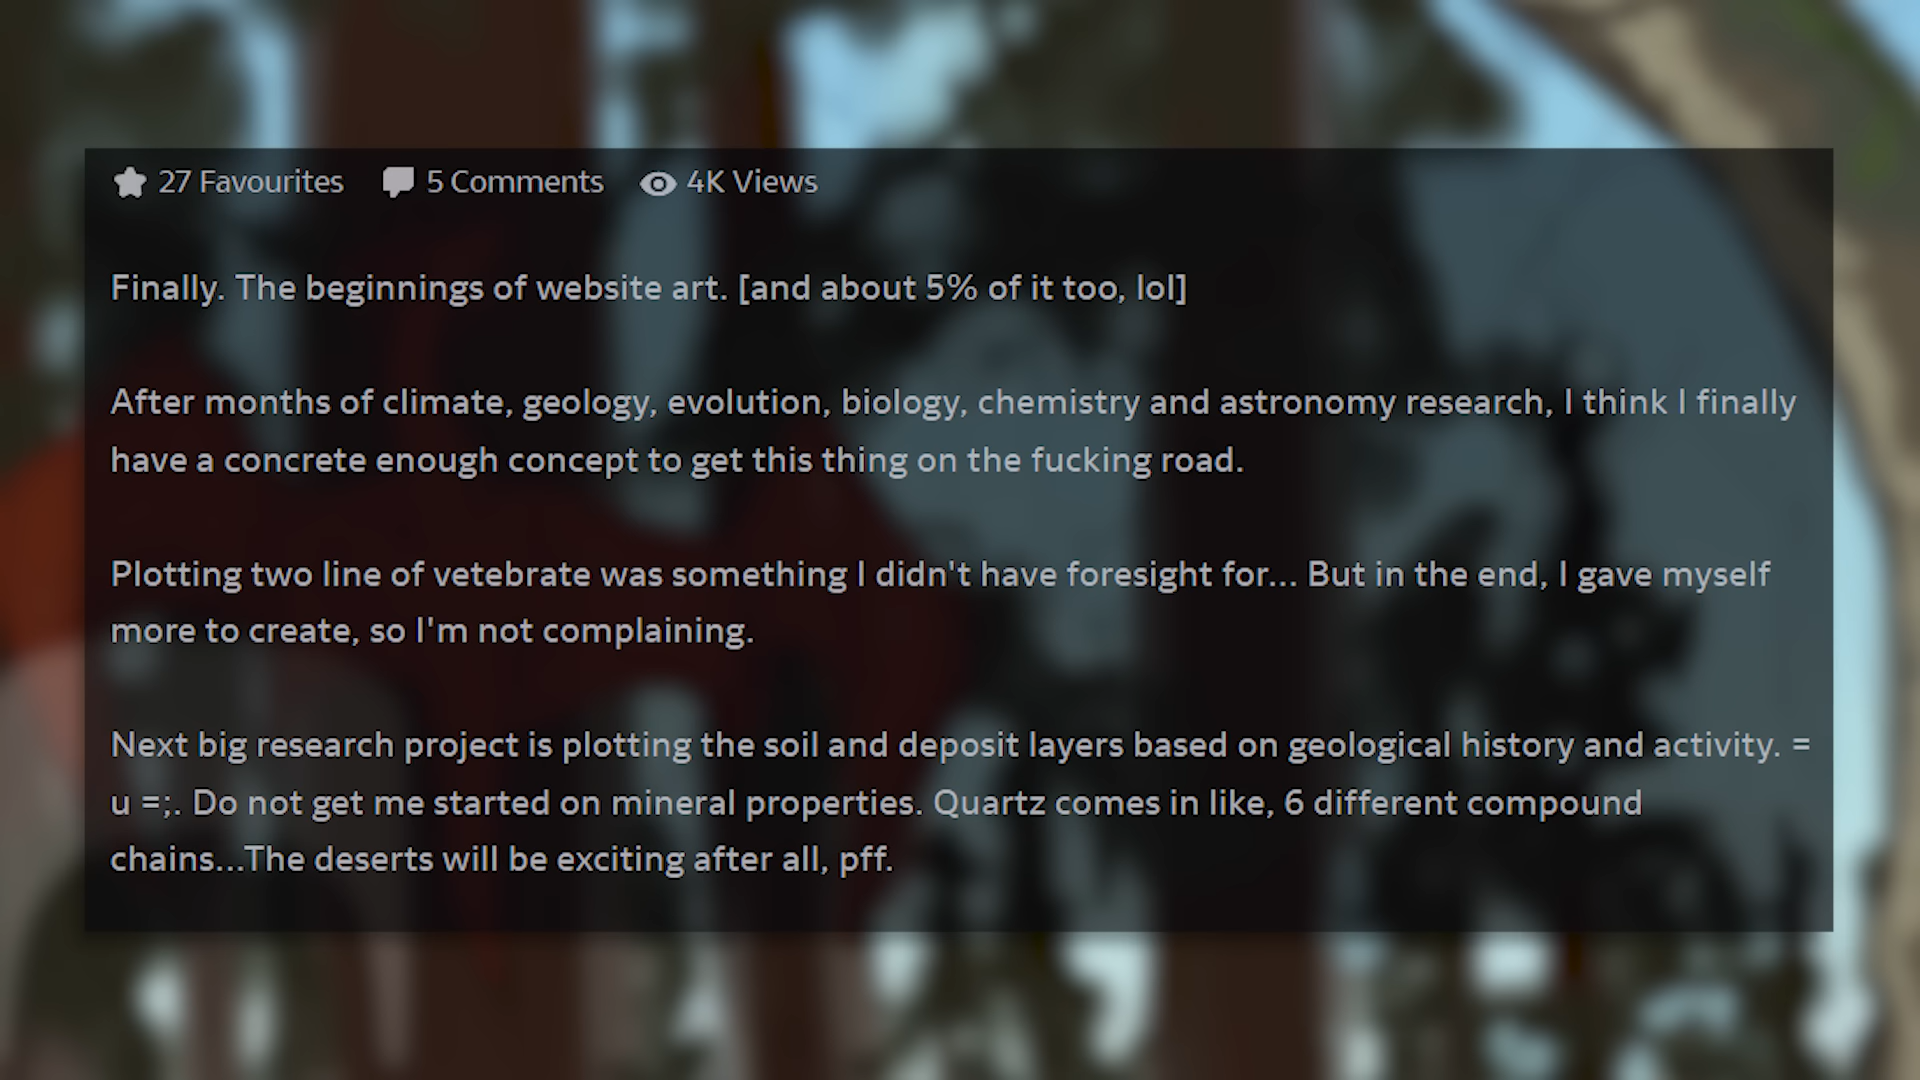 27 Favourites 5 Comments 4K Views
Finally. The beginnings of website art. [and about 5% of it too, lol]
After months of climate, geology, evolution, biology, chemistry and astronomy research, I think I finally
have a concrete enough concept to get this thing on the fucking road.
Plotting two line of vetebrate was something I didn't have foresight for... But in the end, I gave myself
more to create, so I'm not complaining.
Next big research project is plotting the soil and deposit layers based on geological history and activity. =
u =;. Do not get me started on mineral properties. Quartz comes in like, 6 different compound
chains...The deserts will be exciting after all, pff.